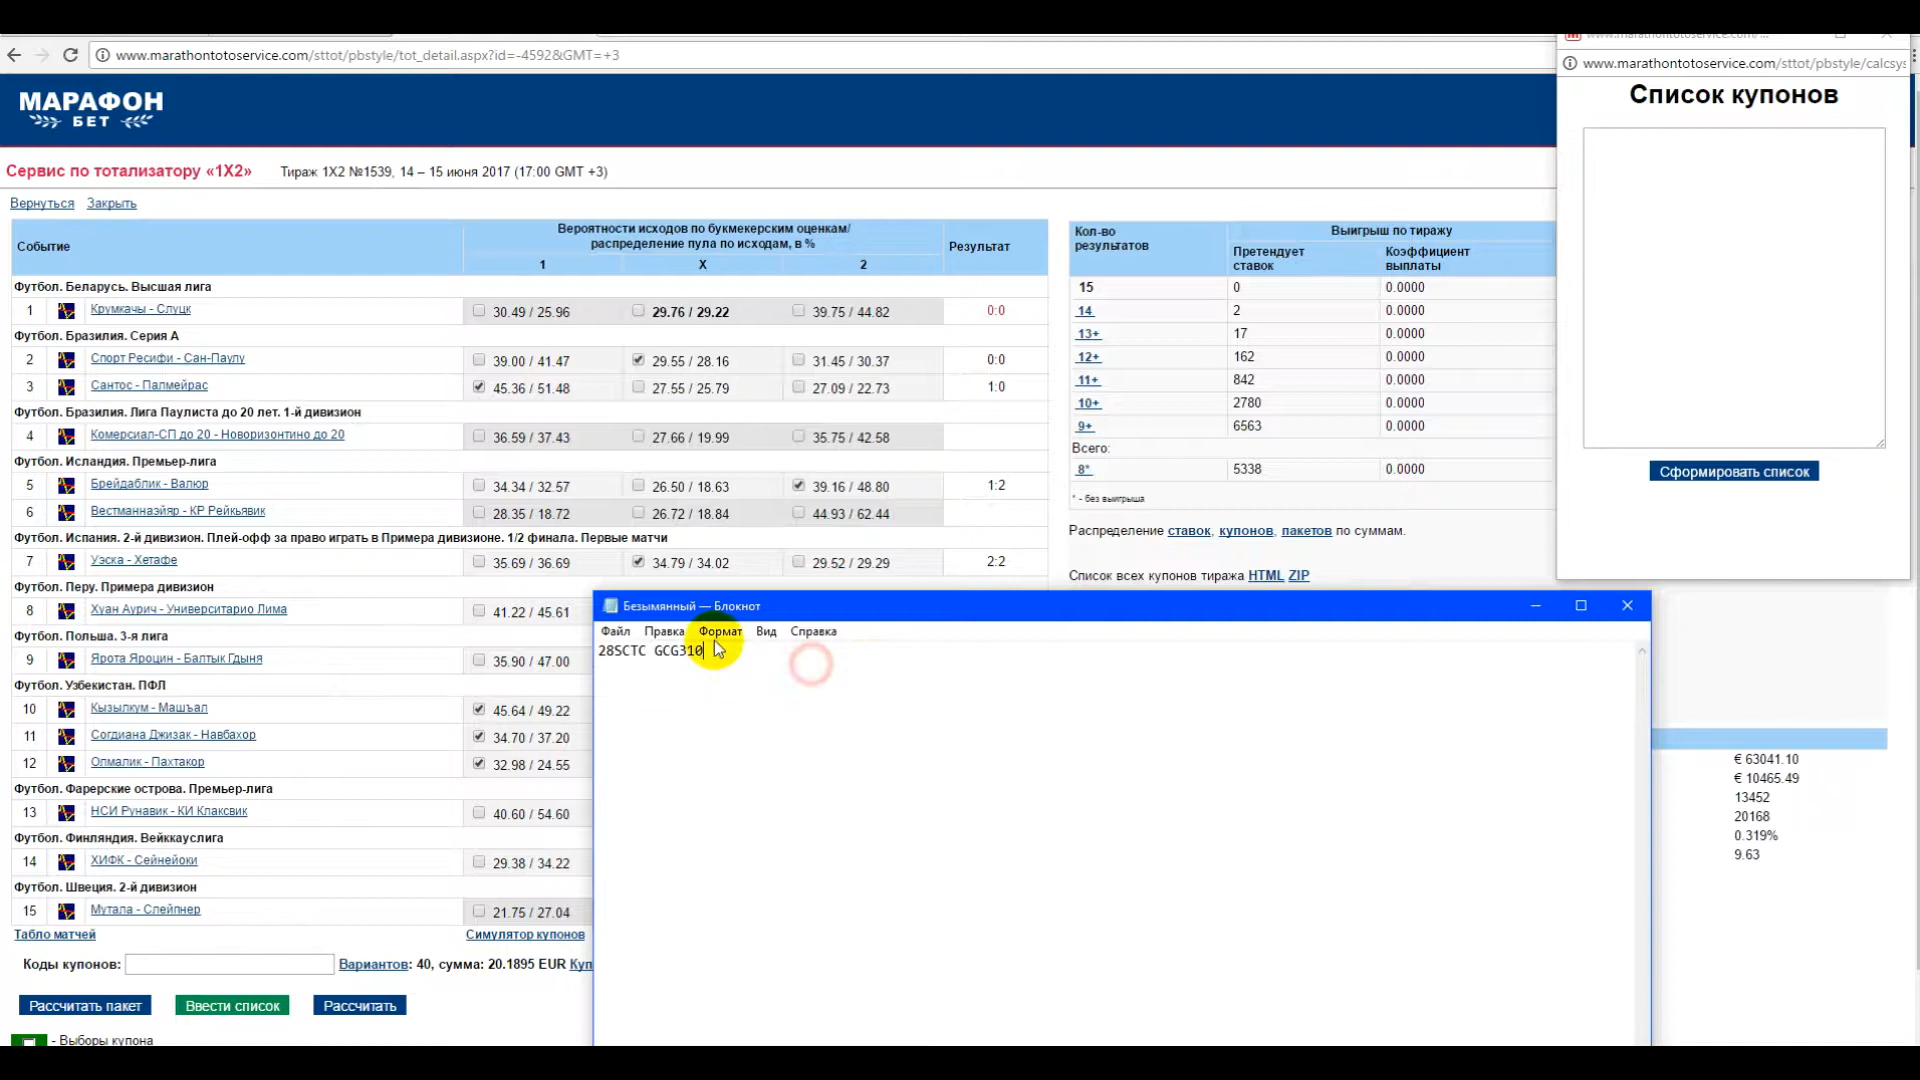 www.marathontotoservice.com/sttot/pbstyle/tot_detail.aspx?id=-4592&GMT=+3
МАРАФОН
БЕТ
Сервис по тотализатору «1X2» Тираж 1X2 №1539, 14 – 15 июня 2017 (17:00 GMT +3)
Вернуться Закрыть
Событие
Вероятности исходов по букмекерским оценкам/
распределение пула по исходам, в %
1 X 2
Результат
Футбол. Беларусь. Высшая лига
1 Крумкачы - Слуцк 30.49 / 25.96 29.76 / 29.22 39.75 / 44.82 0:0
Футбол. Бразилия. Серия А
2 Спорт Ресифи - Сан-Паулу 39.00 / 41.47 29.55 / 28.16 31.45 / 30.37 0:0
3 Сантос - Палмейрас 45.36 / 51.48 27.55 / 25.79 27.09 / 22.73 1:0
Футбол. Бразилия. Лига Паулиста до 20 лет. 1-й дивизион
4 Комерсиал-СП до 20 - Новоризонтино до 20 36.59 / 37.43 27.66 / 19.99 35.75 / 42.58
Футбол. Исландия. Премьер-лига
5 Брейдаблик - Валюр 34.34 / 32.57 26.50 / 18.63 39.16 / 48.80 1:2
6 Вестманнаэйяр - КР Рейкьявик 28.35 / 18.72 26.72 / 18.84 44.93 / 62.44
Футбол. Испания. 2-й дивизион. Плей-офф за право играть в Примера дивизионе. 1/2 финала. Первые матчи
7 Уэска - Хетафе 35.69 / 36.69 34.79 / 34.02 29.52 / 29.29 2:2
Футбол. Перу. Примера дивизион
8 Хуан Аурич - Университарио Лима 41.22 / 45.61
Футбол. Польша. 3-я лига
9 Ярота Яроцин - Балтык Гдыня 35.90 / 47.00
Футбол. Узбекистан. ПФЛ
10 Кызылкум - Машъал 45.64 / 49.22
11 Согдиана Джизак - Навбахор 34.70 / 37.20
12 Олмалик - Пахтакор 32.98 / 24.55
Футбол. Фарерские острова. Премьер-лига
13 НСИ Рунавик - КИ Клаксвик 40.60 / 54.60
Футбол. Финляндия. Вейккауслига
14 ХИФК - Сейнейоки 29.38 / 34.22
Футбол. Швеция. 2-й дивизион
15 Мутала - Слейпнер 21.75 / 27.04
Табло матчей Симулятор купонов
Коды купонов: Вариантов: 40, сумма: 20.1895 EUR Куп
Рассчитать пакет Ввести список Рассчитать
- Выборы купона
Кол-во
результатов
Выигрыш по тиражу
Претендует
ставок
Коэффициент
выплаты
15 0 0.0000
14 2 0.0000
13+ 17 0.0000
12+ 162 0.0000
11+ 842 0.0000
10+ 2780 0.0000
9+ 6563 0.0000
Всего:
8* 5338 0.0000
* - без выигрыша
Распределение ставок, купонов, пакетов по суммам.
Список всех купонов тиража HTML ZIP
€ 63041.10
€ 10465.49
13452
20168
0.319%
9.63
www.marathontotoservice.com/sttot/pbstyle/calcsys
Список купонов
Сформировать список
Безымянный — Блокнот
Файл Правка Формат Вид Справка
28SCTC GCG310